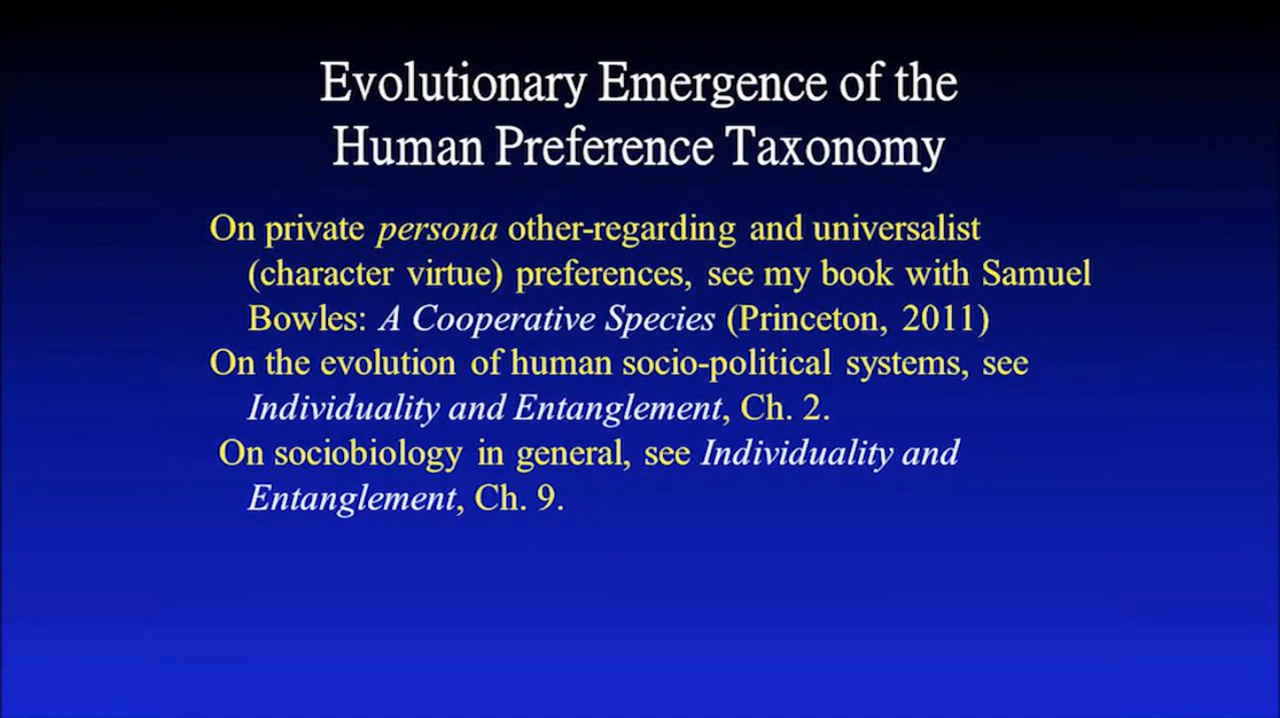 Evolutionary Emergence of the
Human Preference Taxonomy
On private persona other-regarding and universalist
(character virtue) preferences, see my book with Samuel
Bowles: A Cooperative Species (Princeton, 2011)
On the evolution of human socio-political systems, see
Individuality and Entanglement, Ch. 2.
On sociobiology in general, see Individuality and
Entanglement, Ch. 9.